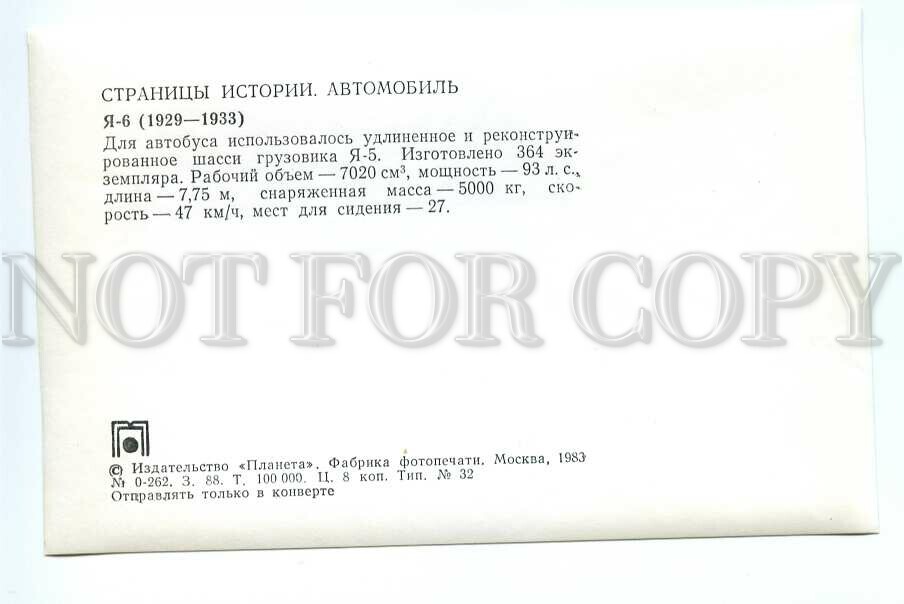 СТРАНИЦЫ ИСТОРИИ. АВТОМОБИЛЬ
Я-6 (1929—1933)
Для автобуса использовалось удлиненное и реконструи-
рованное шасси грузовика Я-5. Изготовлено 364 эк-
земпляра. Рабочий объем — 7020 см³, мощность — 93 л. с.,
длина — 7,75 м, снаряженная масса — 5000 кг, ско-
рость — 47 км/ч, мест для сидения — 27.
NOT FOR COPY
© Издательство «Планета». Фабрика фотопечати. Москва, 1983
№ 0-262. З. 88. Т. 100 000. Ц. 8 коп. Тип. № 32
Отправлять только в конверте